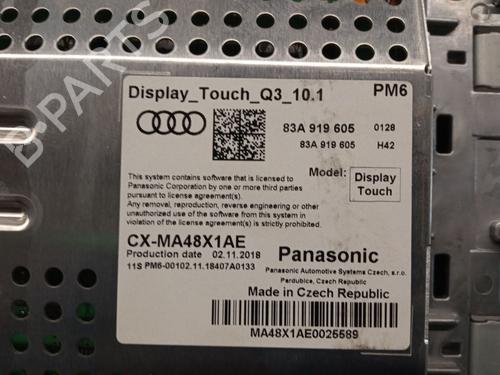 B-PARTS
Display_Touch_Q3_10.1 PM6
83A 919 605 0128
83A 919 605 H42
This system contains software that is licensed to
Panasonic Corporation by one or more third parties
pursuant to license agreement(s).
Any removal, reproduction, reverse engineering or other
unauthorized use of the software from this system in
violation of the license agreement(s) is strictly prohibited.
Model: Display
Touch
CX-MA48X1AE
Production date 02.11.2018
11S PM6-00102.11.18407A0133
Panasonic
Panasonic Automotive Systems Czech, s.r.o.
Pardubice, Czech Republic
Made in Czech Republic
MA48X1AE0025589